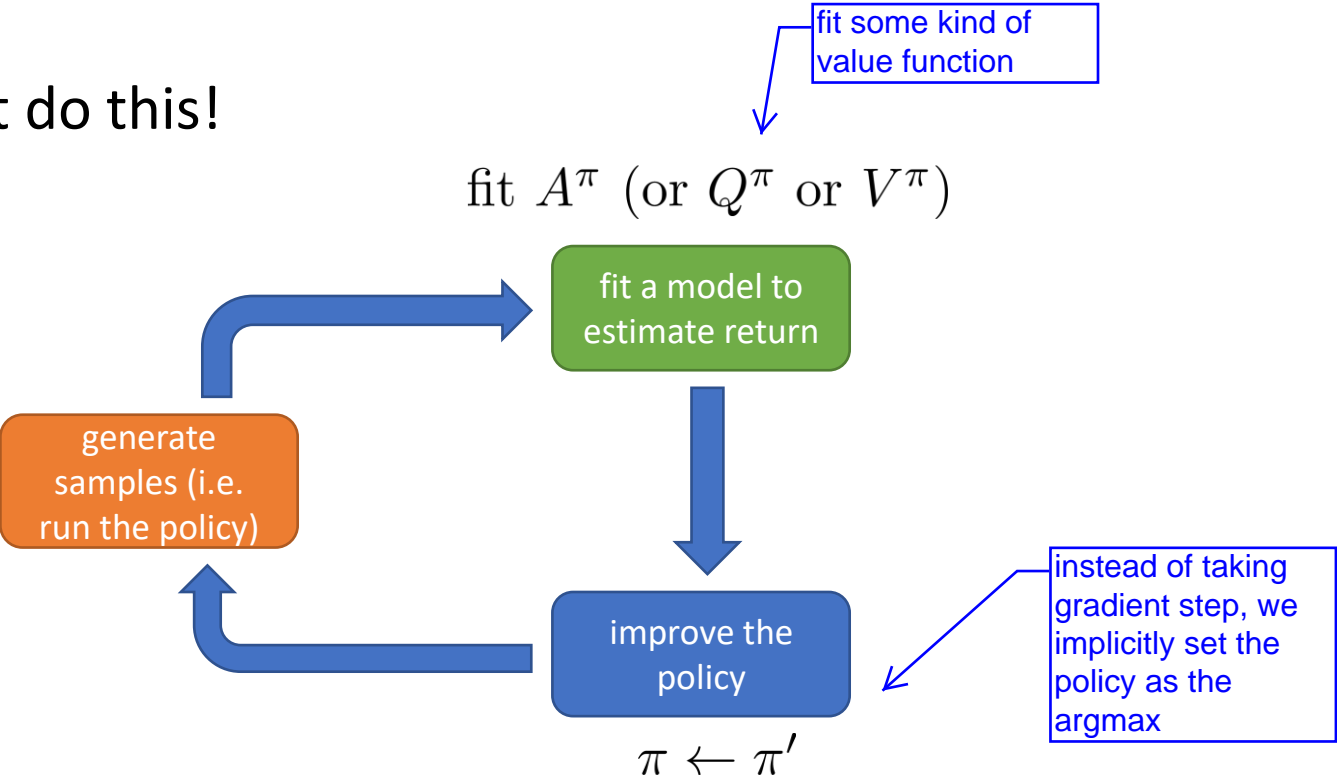 fit some kind of
value function
t do this!
fit A^π (or Q^π or V^π)
fit a model to
estimate return
generate
samples (i.e.
run the policy)
improve the
policy
instead of taking
gradient step, we
implicitly set the
policy as the
argmax
π ← π′